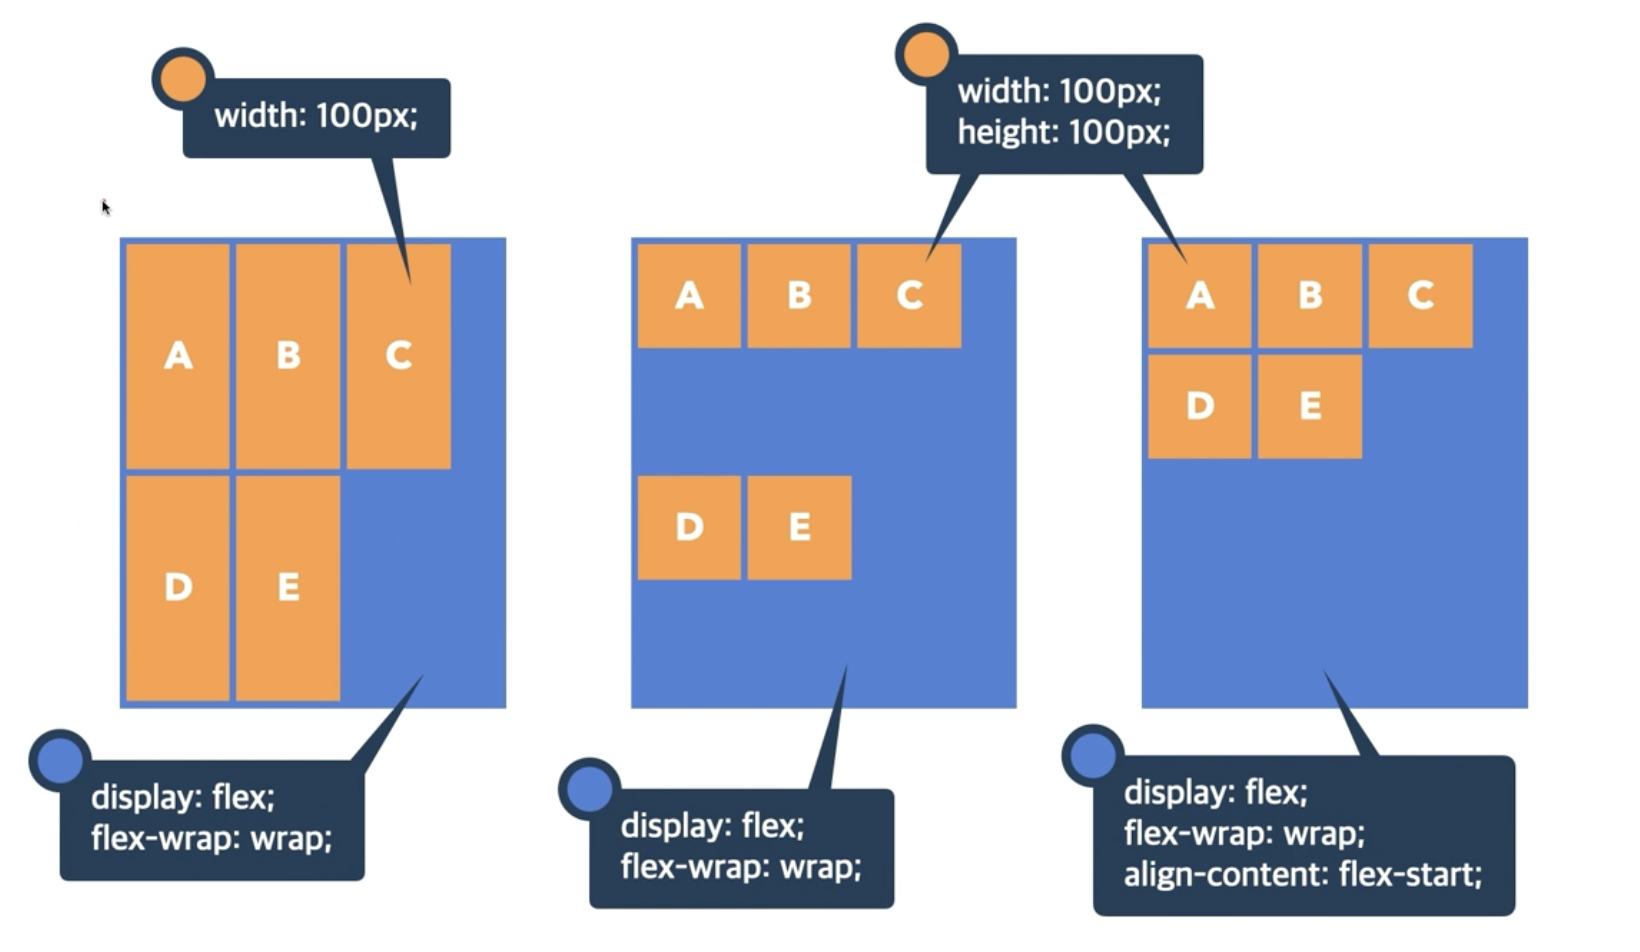 width: 100px;
width: 100px;
height: 100px;
A B C
D E
A B C
D E
A B C
D E
display: flex;
flex-wrap: wrap;
display: flex;
flex-wrap: wrap;
display: flex;
flex-wrap: wrap;
align-content: flex-start;